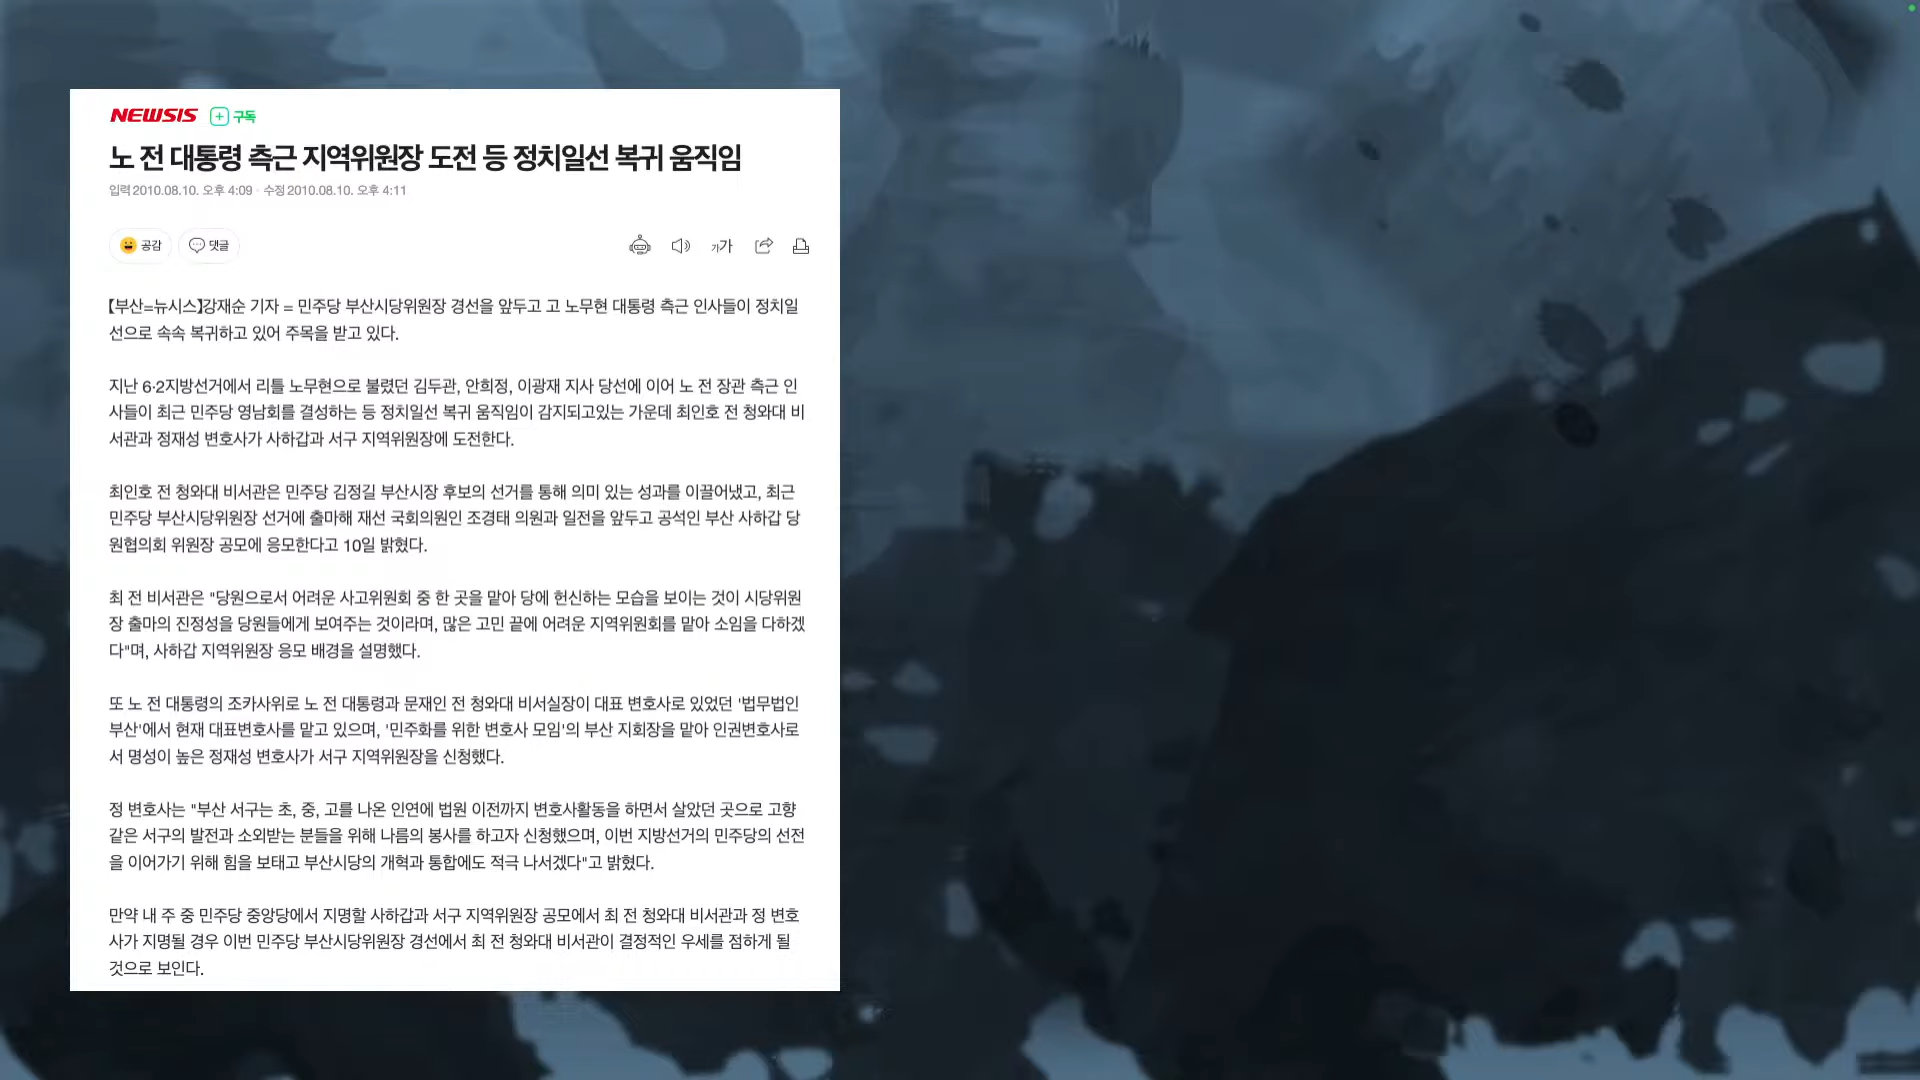 NEWSIS 구독
노 전 대통령 측근 지역위원장 도전 등 정치일선 복귀 움직임
입력 2010.08.10. 오후 4:09 · 수정 2010.08.10. 오후 4:11
공감 댓글 가가
【부산=뉴시스】강재순 기자 = 민주당 부산시당위원장 경선을 앞두고 고 노무현 대통령 측근 인사들이 정치일
선으로 속속 복귀하고 있어 주목을 받고 있다.
지난 6·2지방선거에서 리틀 노무현으로 불렸던 김두관, 안희정, 이광재 지사 당선에 이어 노 전 장관 측근 인
사들이 최근 민주당 영남회를 결성하는 등 정치일선 복귀 움직임이 감지되고있는 가운데 최인호 전 청와대 비
서관과 정재성 변호사가 사하갑과 서구 지역위원장에 도전한다.
최인호 전 청와대 비서관은 민주당 김정길 부산시장 후보의 선거를 통해 의미 있는 성과를 이끌어냈고, 최근
민주당 부산시당위원장 선거에 출마해 재선 국회의원인 조경태 의원과 일전을 앞두고 공석인 부산 사하갑 당
원협의회 위원장 공모에 응모한다고 10일 밝혔다.
최 전 비서관은 "당원으로서 어려운 사고위원회 중 한 곳을 맡아 당에 헌신하는 모습을 보이는 것이 시당위원
장 출마의 진정성을 당원들에게 보여주는 것이라며, 많은 고민 끝에 어려운 지역위원회를 맡아 소임을 다하겠
다"며, 사하갑 지역위원장 응모 배경을 설명했다.
또 노 전 대통령의 조카사위로 노 전 대통령과 문재인 전 청와대 비서실장이 대표 변호사로 있었던 '법무법인
부산'에서 현재 대표변호사를 맡고 있으며, '민주화를 위한 변호사 모임'의 부산 지회장을 맡아 인권변호사로
서 명성이 높은 정재성 변호사가 서구 지역위원장을 신청했다.
정 변호사는 "부산 서구는 초, 중, 고를 나온 인연에 법원 이전까지 변호사활동을 하면서 살았던 곳으로 고향
같은 서구의 발전과 소외받는 분들을 위해 나름의 봉사를 하고자 신청했으며, 이번 지방선거의 민주당의 선전
을 이어가기 위해 힘을 보태고 부산시당의 개혁과 통합에도 적극 나서겠다"고 밝혔다.
만약 내 주 중 민주당 중앙당에서 지명할 사하갑과 서구 지역위원장 공모에서 최 전 청와대 비서관과 정 변호
사가 지명될 경우 이번 민주당 부산시당위원장 경선에서 최 전 청와대 비서관이 결정적인 우세를 점하게 될
것으로 보인다.